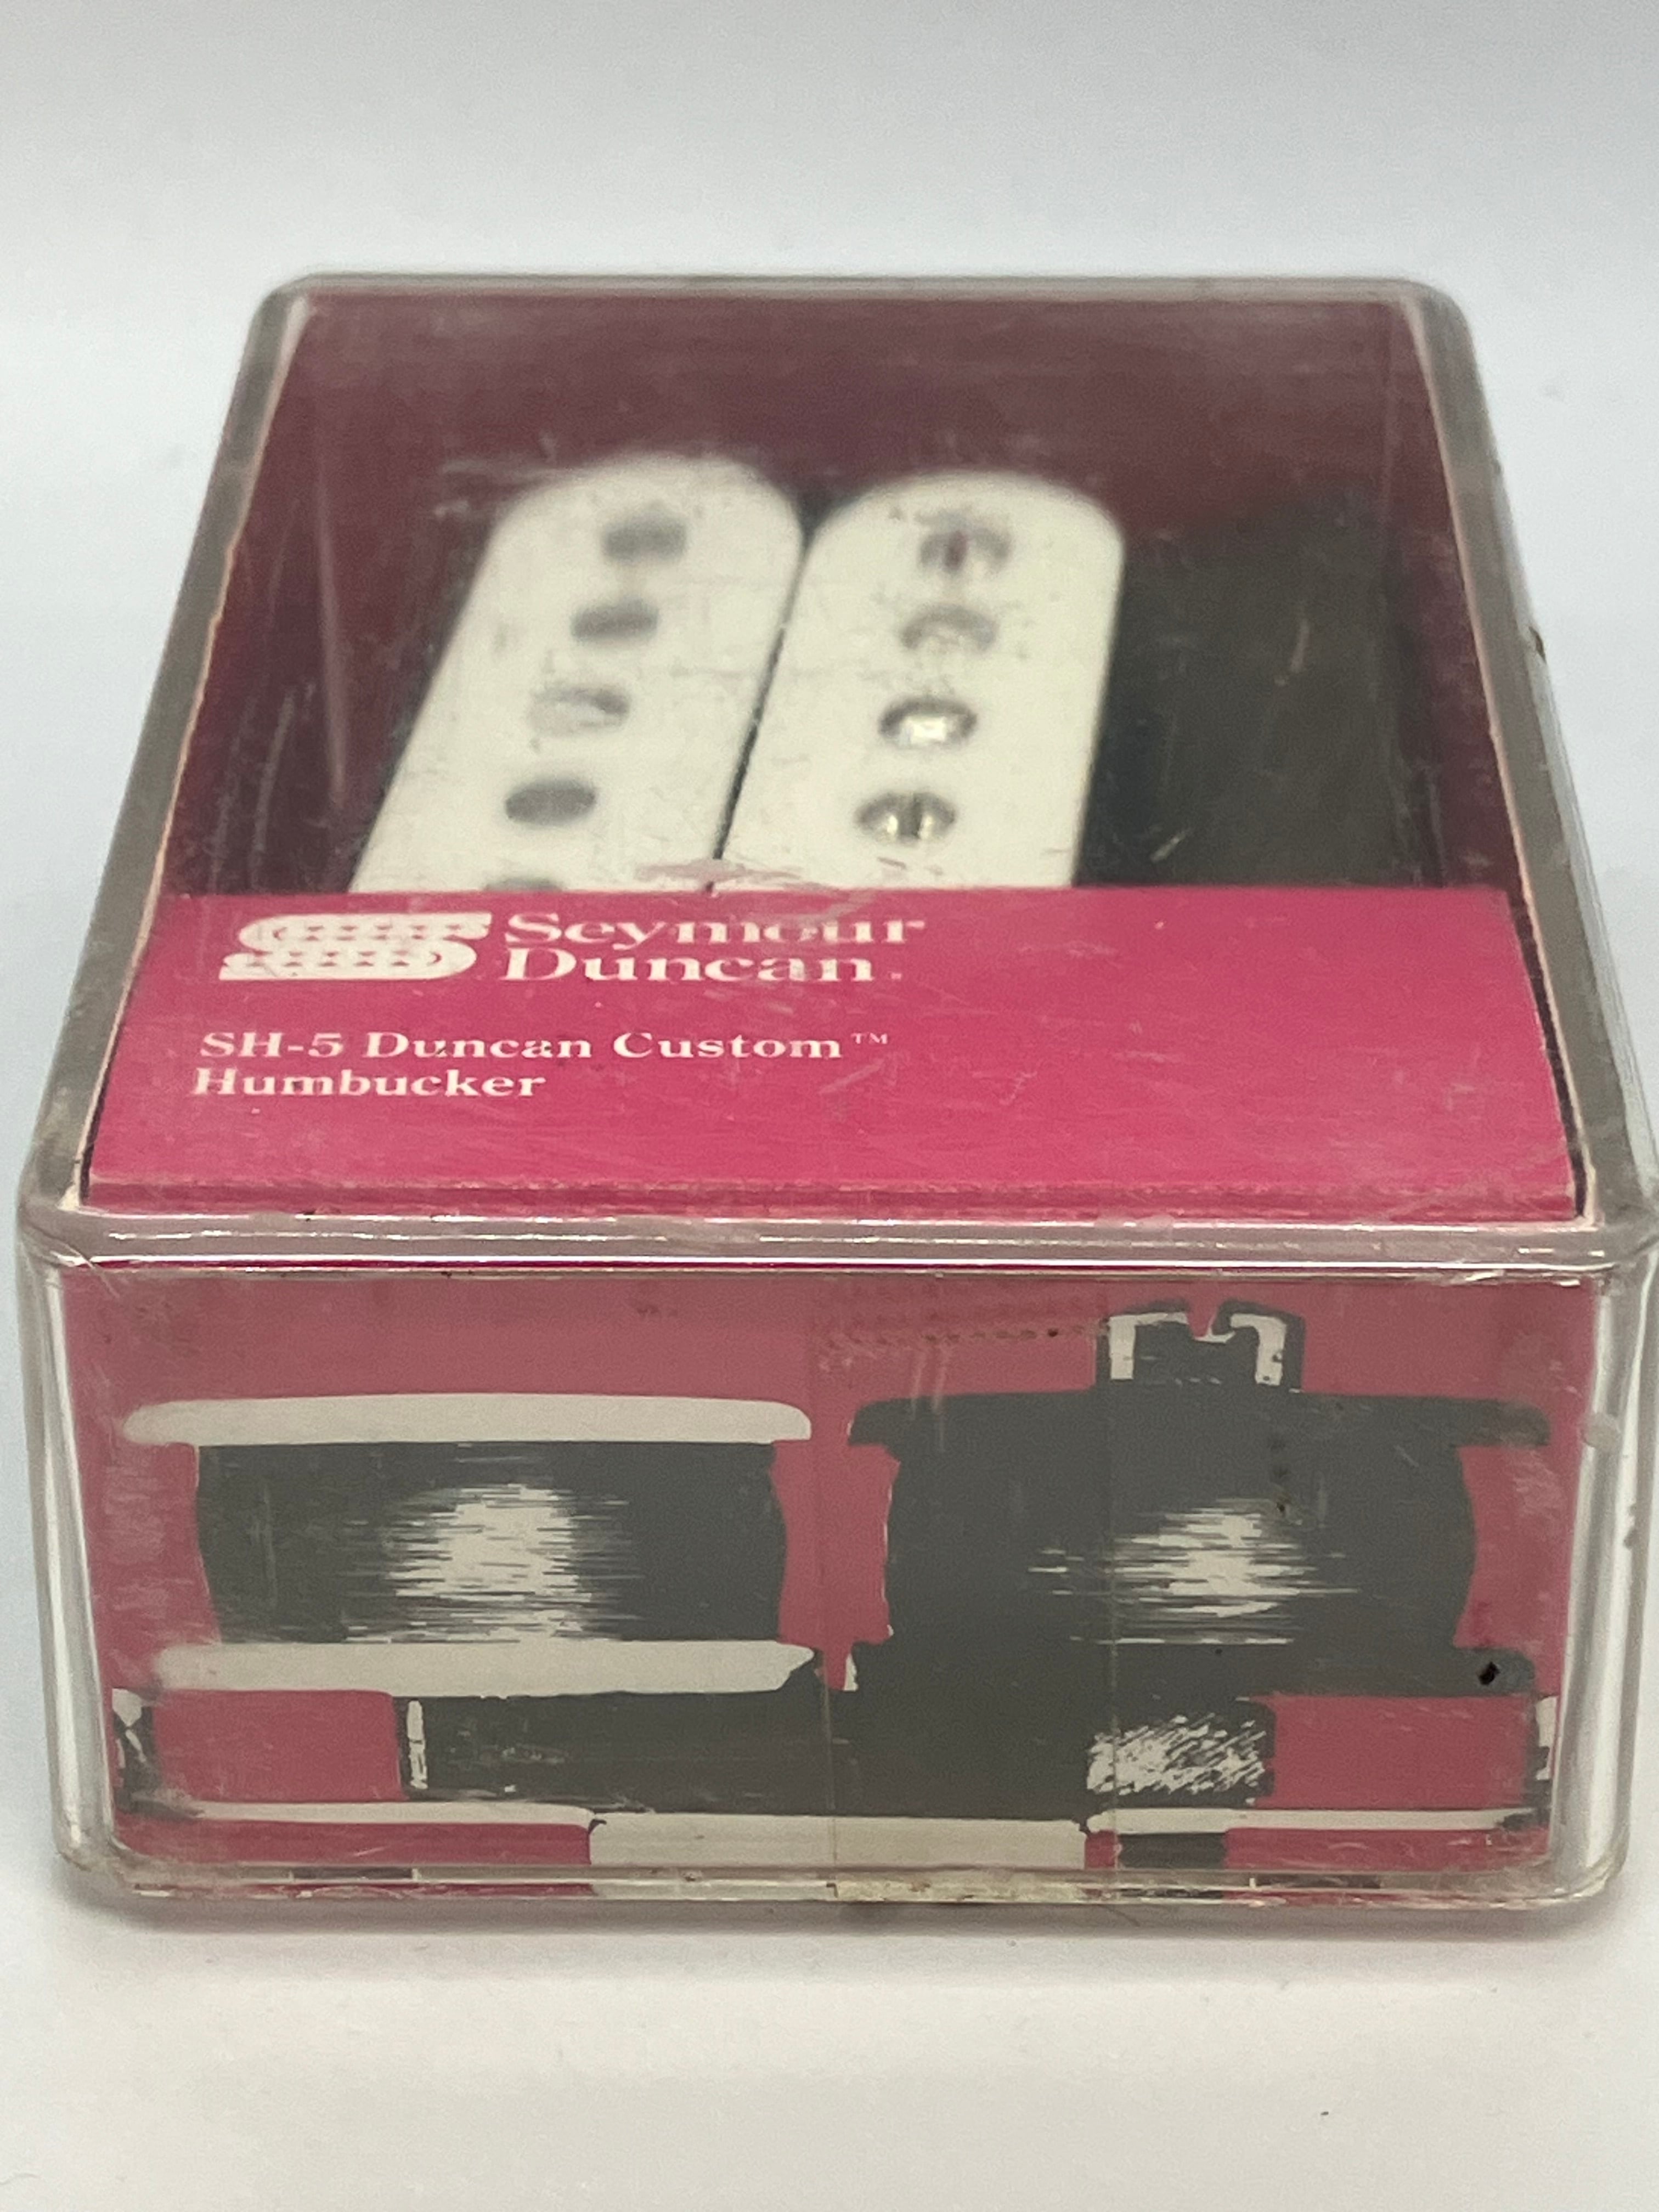 Seymour
Duncan.
SH-5 Duncan Custom™
Humbucker